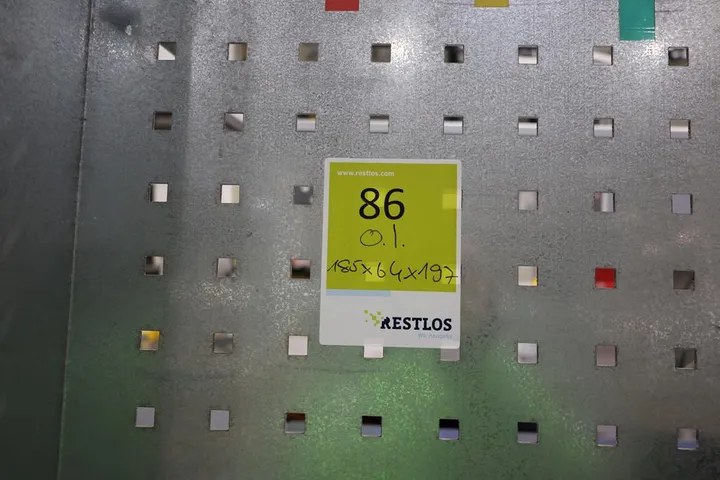 www.restlos.com
86
O.I.
185x64x197
RESTLOS